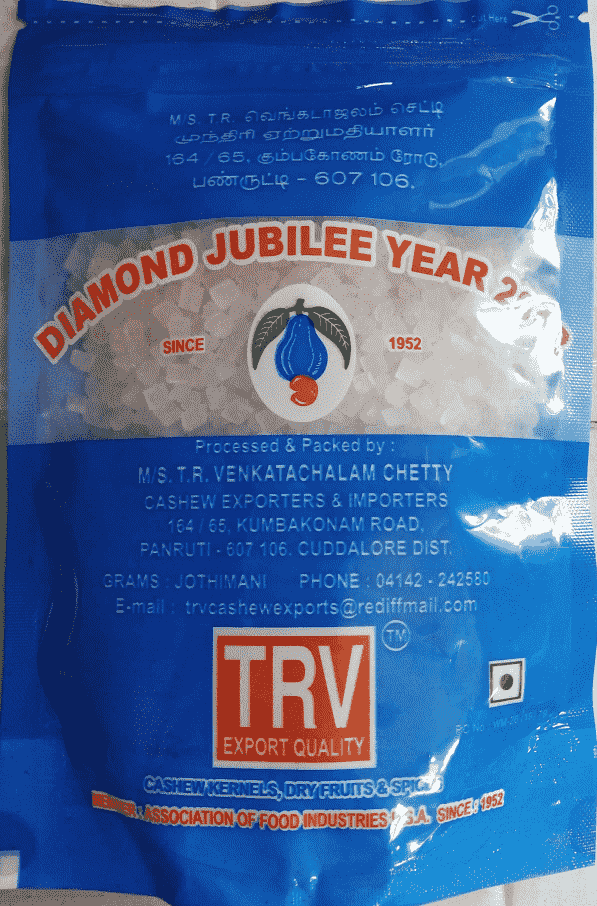 Cut Here
M/S. T.R. வெங்கடாஜலம் செட்டி
முந்திரி ஏற்றுமதியாளர்
164 / 65, கும்பகோணம் ரோடு,
பண்ருட்டி - 607 106.
DIAMOND JUBILEE YEAR
SINCE 1952
Processed & Packed by :
M/S. T.R. VENKATACHALAM CHETTY
CASHEW EXPORTERS & IMPORTERS
164 / 65, KUMBAKONAM ROAD,
PANRUTI - 607 106. CUDDALORE DIST.
GRAMS : JOTHIMANI PHONE : 04142 - 242580
E-mail : trvcashewexports@rediffmail.com
TM
TRV
EXPORT QUALITY
CASHEW KERNELS, DRY FRUITS &
MEMBER : ASSOCIATION OF FOOD INDUSTRIES SINCE : 1952